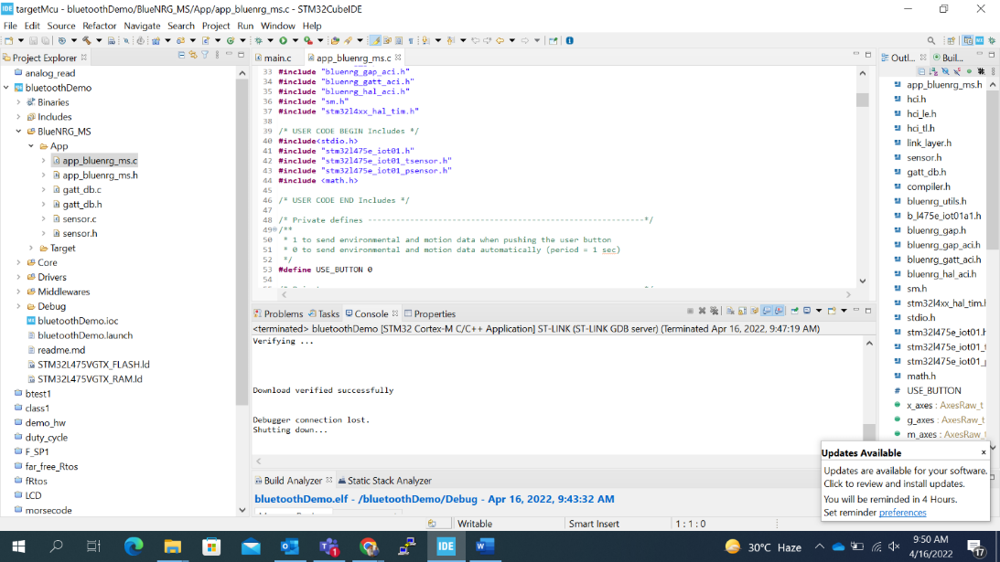 targetMcu - bluetoothDemo/BlueNRG_MS/App/app_bluenrg_ms.c - STM32CubeIDE
File Edit Source Refactor Navigate Search Project Run Window Help
Project Explorer
analog_read
bluetoothDemo
Binaries
Includes
BlueNRG_MS
App
app_bluenrg_ms.c
app_bluenrg_ms.h
gatt_db.c
gatt_db.h
sensor.c
sensor.h
Target
Core
Drivers
Middlewares
Debug
bluetoothDemo.ioc
bluetoothDemo.launch
readme.md
STM32L475VGTX_FLASH.ld
STM32L475VGTX_RAM.ld
btest1
class1
demo_hw
duty_cycle
F_SP1
far_free_Rtos
fRtos
LCD
morsecode
main.c app_bluenrg_ms.c
33 #include "bluenrg_gap_aci.h"
34 #include "bluenrg_gatt_aci.h"
35 #include "bluenrg_hal_aci.h"
36 #include "sm.h"
37 #include "stm32l4xx_hal_tim.h"
38
39 /* USER CODE BEGIN Includes */
40 #include<stdio.h>
41 #include "stm32l475e_iot01.h"
42 #include "stm32l475e_iot01_tsensor.h"
43 #include "stm32l475e_iot01_psensor.h"
44 #include <math.h>
45
46 /* USER CODE END Includes */
47
48 /* Private defines ------------------------------------------------------------*/
49 /**
50 * 1 to send environmental and motion data when pushing the user button
51 * 0 to send environmental and motion data automatically (period = 1 sec)
52 */
53 #define USE_BUTTON 0
54
Problems Tasks Console Properties
<terminated> bluetoothDemo [STM32 Cortex-M C/C++ Application] ST-LINK (ST-LINK GDB server) (Terminated Apr 16, 2022, 9:47:19 AM)
Verifying ...
Download verified successfully
Debugger connection lost.
Shutting down...
Build Analyzer Static Stack Analyzer
bluetoothDemo.elf - /bluetoothDemo/Debug - Apr 16, 2022, 9:43:32 AM
Outl... Buil...
app_bluenrg_ms.h
hci.h
hci_le.h
hci_tl.h
link_layer.h
sensor.h
gatt_db.h
compiler.h
bluenrg_utils.h
b_l475e_iot01a1.h
bluenrg_gap.h
bluenrg_gap_aci.h
bluenrg_gatt_aci.h
bluenrg_hal_aci.h
sm.h
stm32l4xx_hal_tim.h
stdio.h
stm32l475e_iot01.h
stm32l475e_iot01_
stm32l475e_iot01_
math.h
USE_BUTTON
x_axes : AxesRaw_t
g_axes : AxesRaw_t
m_axes : AxesRaw_
Updates Available x
Updates are available for your software.
Click to review and install updates.
You will be reminded in 4 Hours.
Set reminder preferences
Writable Smart Insert 1 : 1 : 0
IDE
30°C Haze
9:50 AM
4/16/2022
17